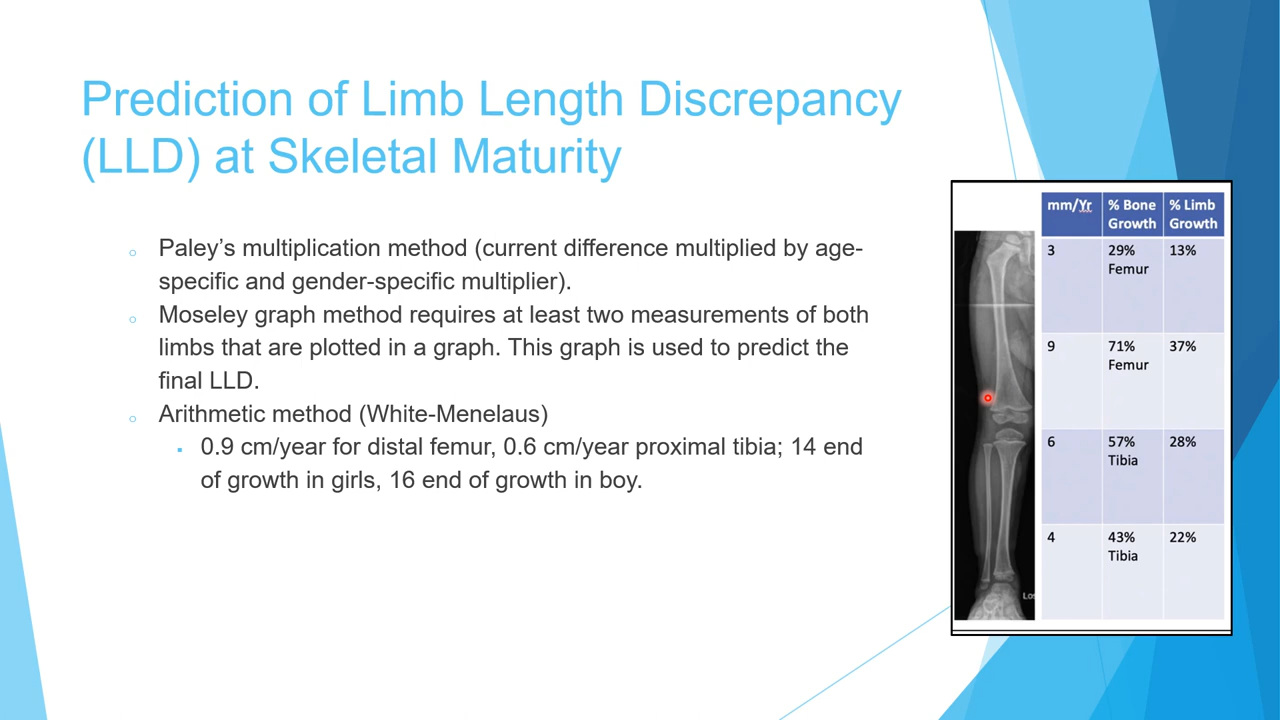 Prediction of Limb Length Discrepancy
(LLD) at Skeletal Maturity
Paley’s multiplication method (current difference multiplied by age-
specific and gender-specific multiplier).
Moseley graph method requires at least two measurements of both
limbs that are plotted in a graph. This graph is used to predict the
final LLD.
Arithmetic method (White-Menelaus)
0.9 cm/year for distal femur, 0.6 cm/year proximal tibia; 14 end
of growth in girls, 16 end of growth in boy.
mm/Yr % Bone Growth % Limb Growth
3 29% Femur 13%
9 71% Femur 37%
6 57% Tibia 28%
4 43% Tibia 22%